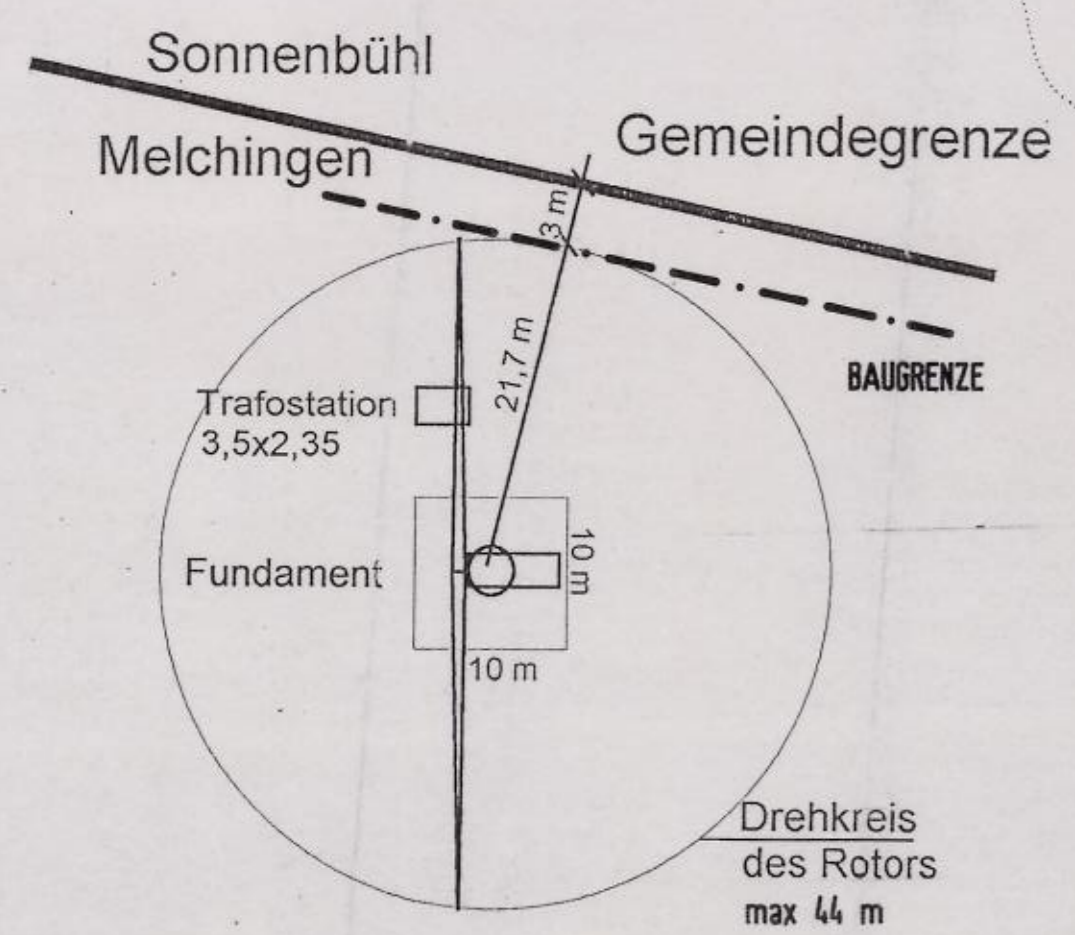 Sonnenbühl
Melchingen
Gemeindegrenze
3 m
21,7 m
BAUGRENZE
Trafostation
3,5x2,35
Fundament
10 m
10 m
Drehkreis
des Rotors
max 44 m